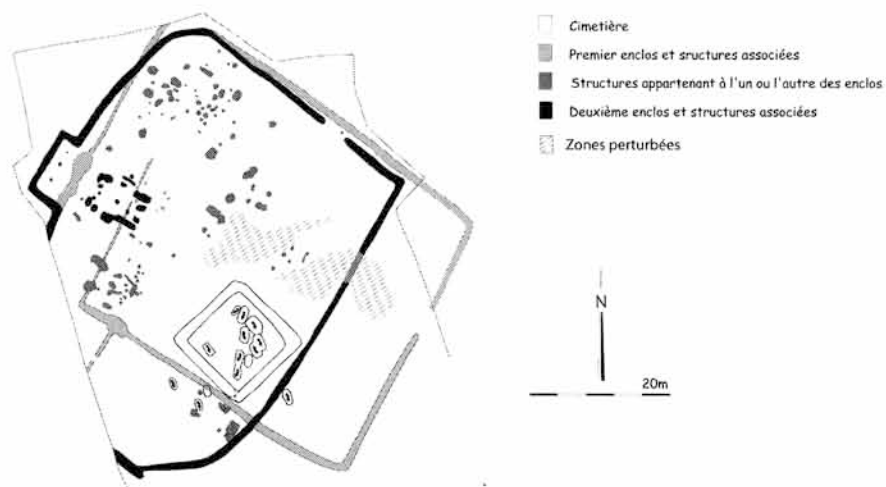 Cimetière
Premier enclos et sructures associées
Structures appartenant à l'un ou l'autre des enclos
Deuxième enclos et structures associées
Zones perturbées
N
20m